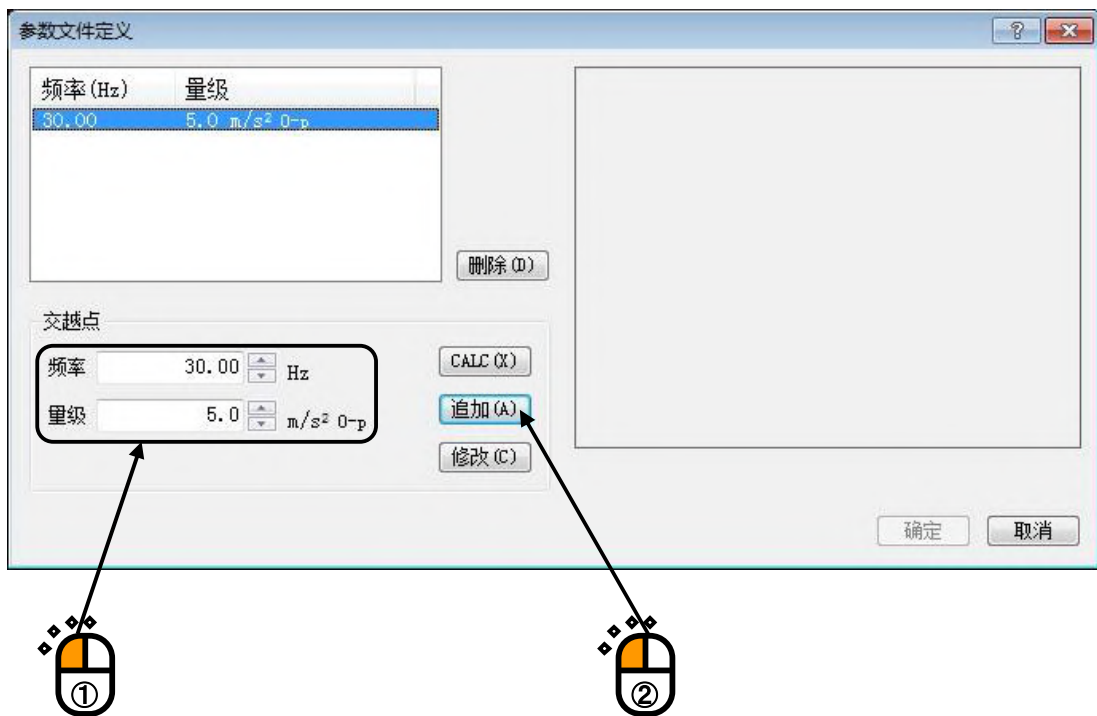 参数文件定义
频率(Hz) 量级
30.00 5.0 m/s² 0-p
删除(D)
交越点
频率 30.00 Hz
CALC(X)
量级 5.0 m/s² 0-p
追加(A)
修改(C)
确定 取消
① ②